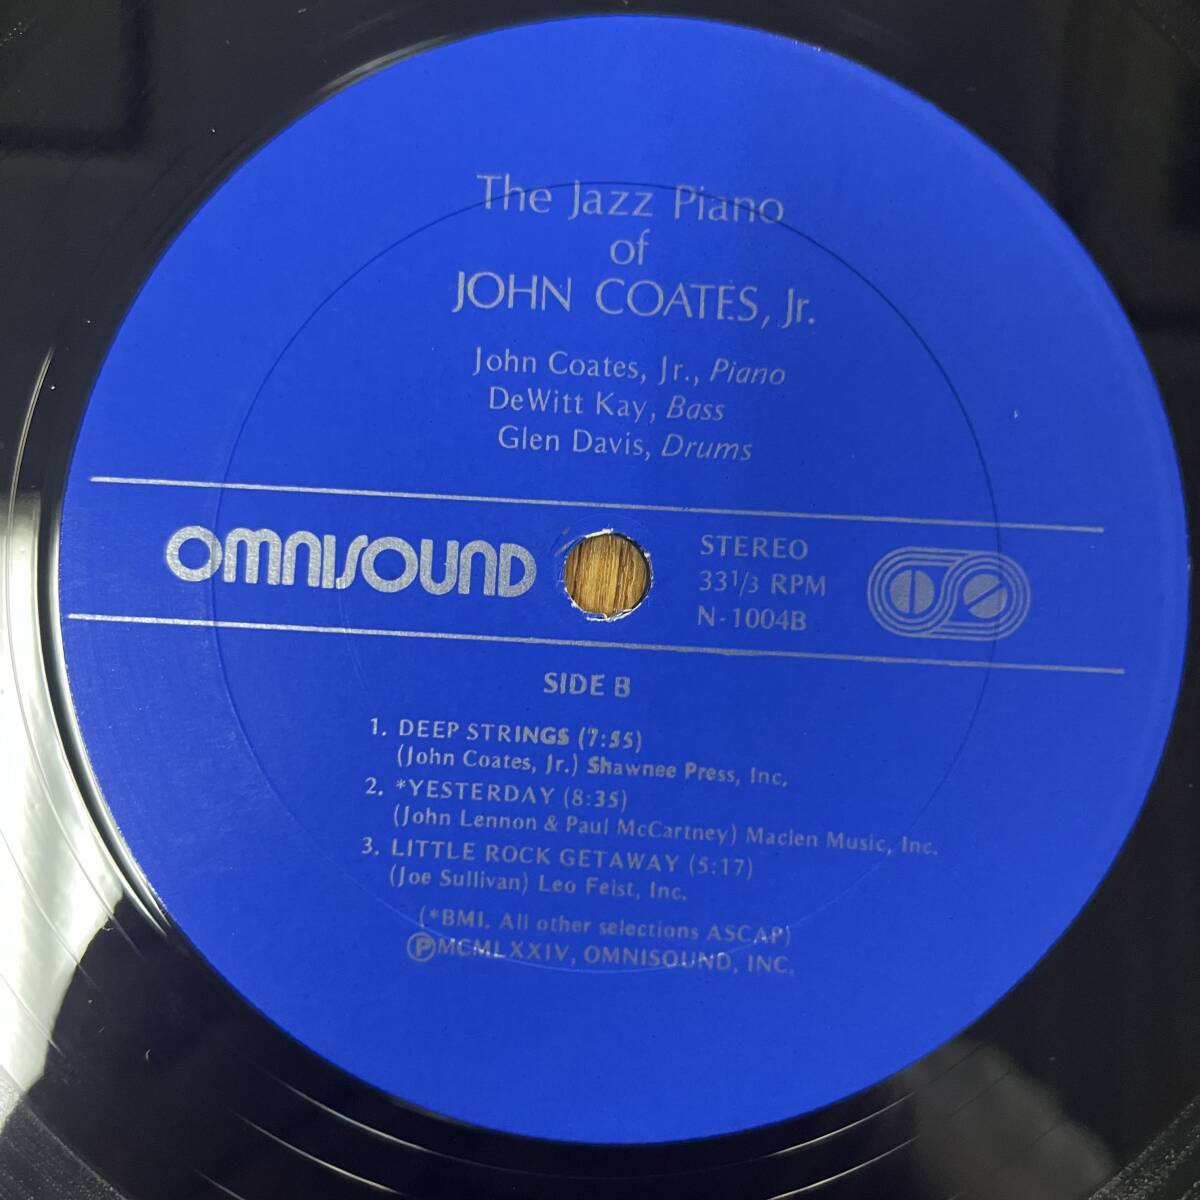 The Jazz Piano
of
JOHN COATES, Jr.
John Coates, Jr., Piano
DeWitt Kay, Bass
Glen Davis, Drums
OMNISOUND
STEREO
33 1/3 RPM
N-1004B
SIDE B
1. DEEP STRINGS (7:55)
(John Coates, Jr.) Shawnee Press, Inc.
2. *YESTERDAY (8:35)
(John Lennon & Paul McCartney) Maclen Music, Inc.
3. LITTLE ROCK GETAWAY (5:17)
(Joe Sullivan) Leo Feist, Inc.
(*BMI. All other selections ASCAP)
℗MCMLXXIV, OMNISOUND, INC.